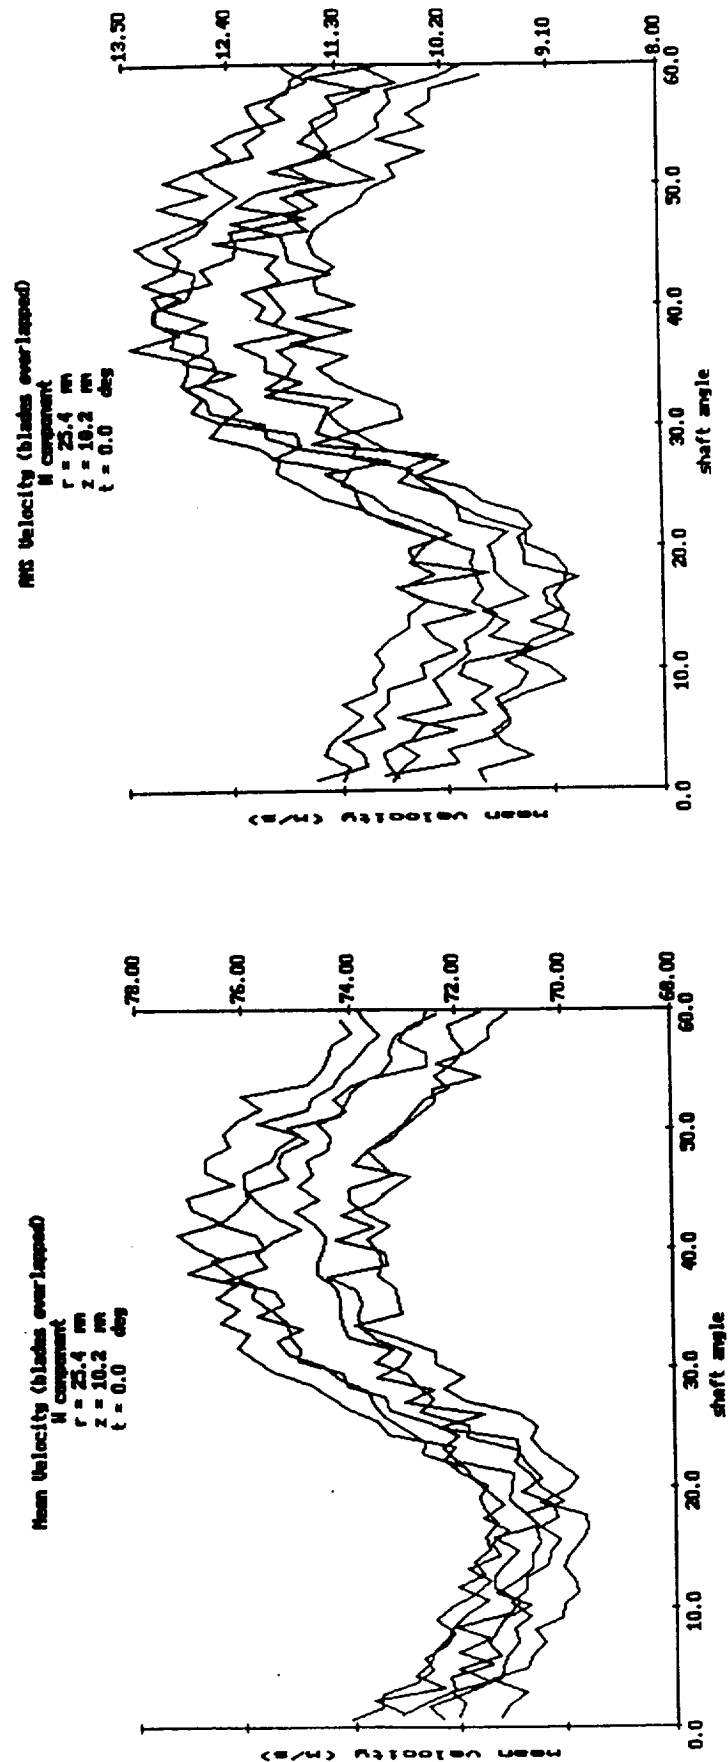 Mean Velocity (blades overlapped)
W component
r = 25.4 mm
z = 10.2 mm
t = 0.0 deg
mean velocity (m/s)
78.00
76.00
74.00
72.00
70.00
68.00
0.0 10.0 20.0 30.0 40.0 50.0 60.0
shaft angle
RMS Velocity (blades overlapped)
W component
r = 25.4 mm
z = 10.2 mm
t = 0.0 deg
mean velocity (m/s)
13.50
12.40
11.30
10.20
9.10
8.00
0.0 10.0 20.0 30.0 40.0 50.0 60.0
shaft angle